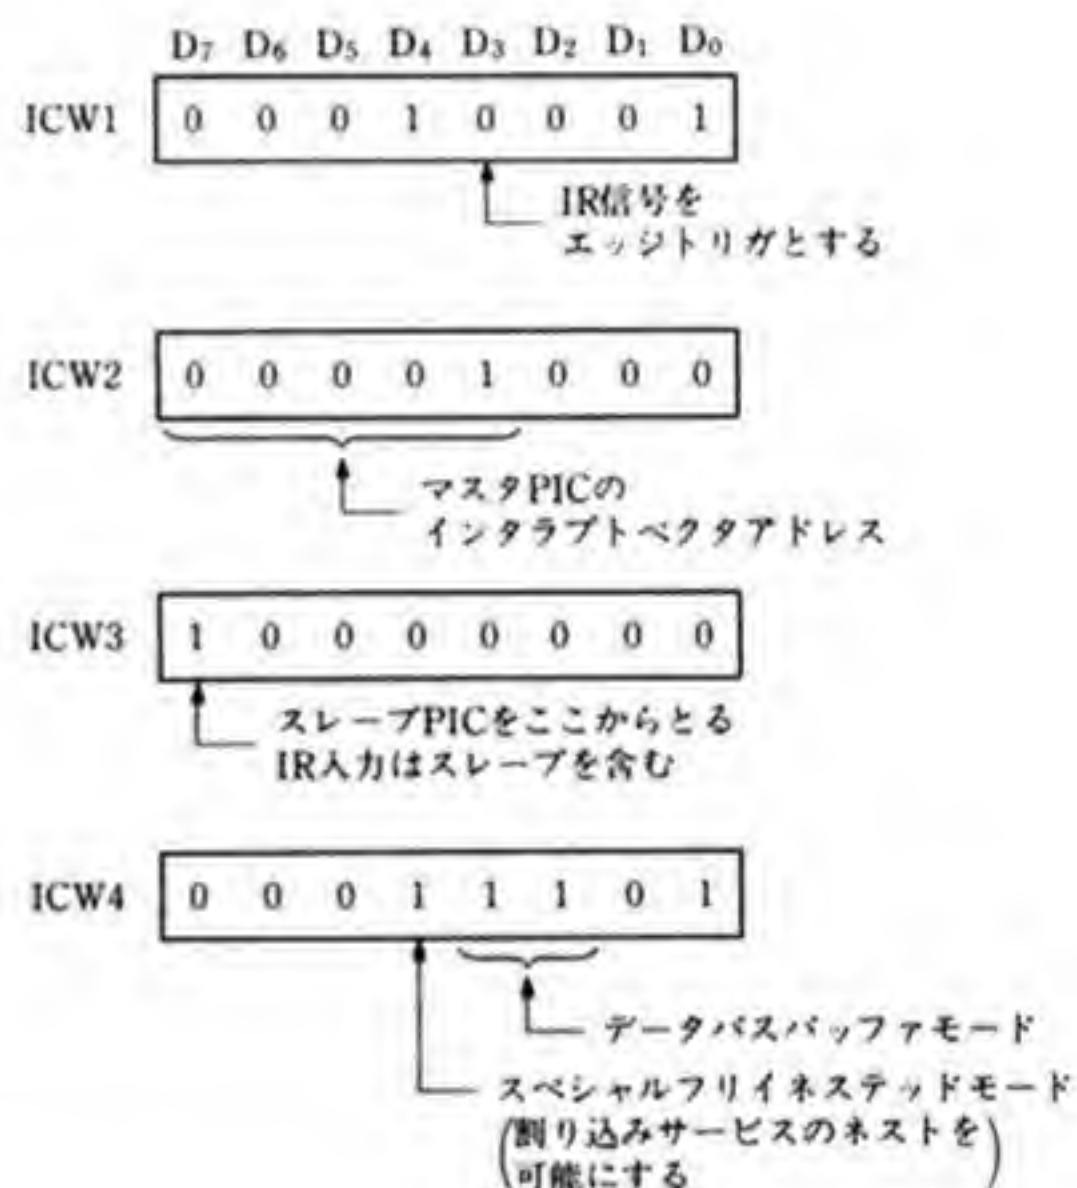 D₇ D₆ D₅ D₄ D₃ D₂ D₁ D₀
ICW1 0 0 0 1 0 0 0 1
IR信号を
エッジトリガとする
ICW2 0 0 0 0 1 0 0 0
マスタPICの
インタラプトベクタアドレス
ICW3 1 0 0 0 0 0 0 0
スレーブPICをここからとる
IR入力はスレーブを含む
ICW4 0 0 0 1 1 1 0 1
データバスバッファモード
スペシャルフリイネステッドモード
(割り込みサービスのネストを
可能にする)